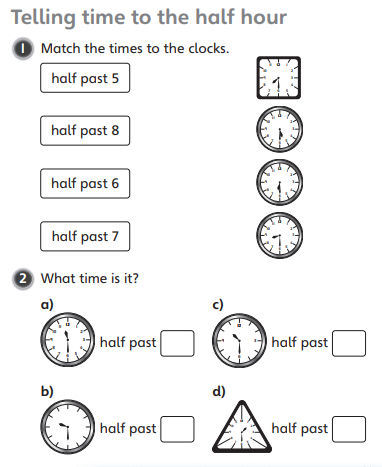 Telling time to the half hour
1 Match the times to the clocks.
half past 5
half past 8
half past 6
half past 7
2 What time is it?
a)
half past
c)
half past
b)
half past
d)
half past